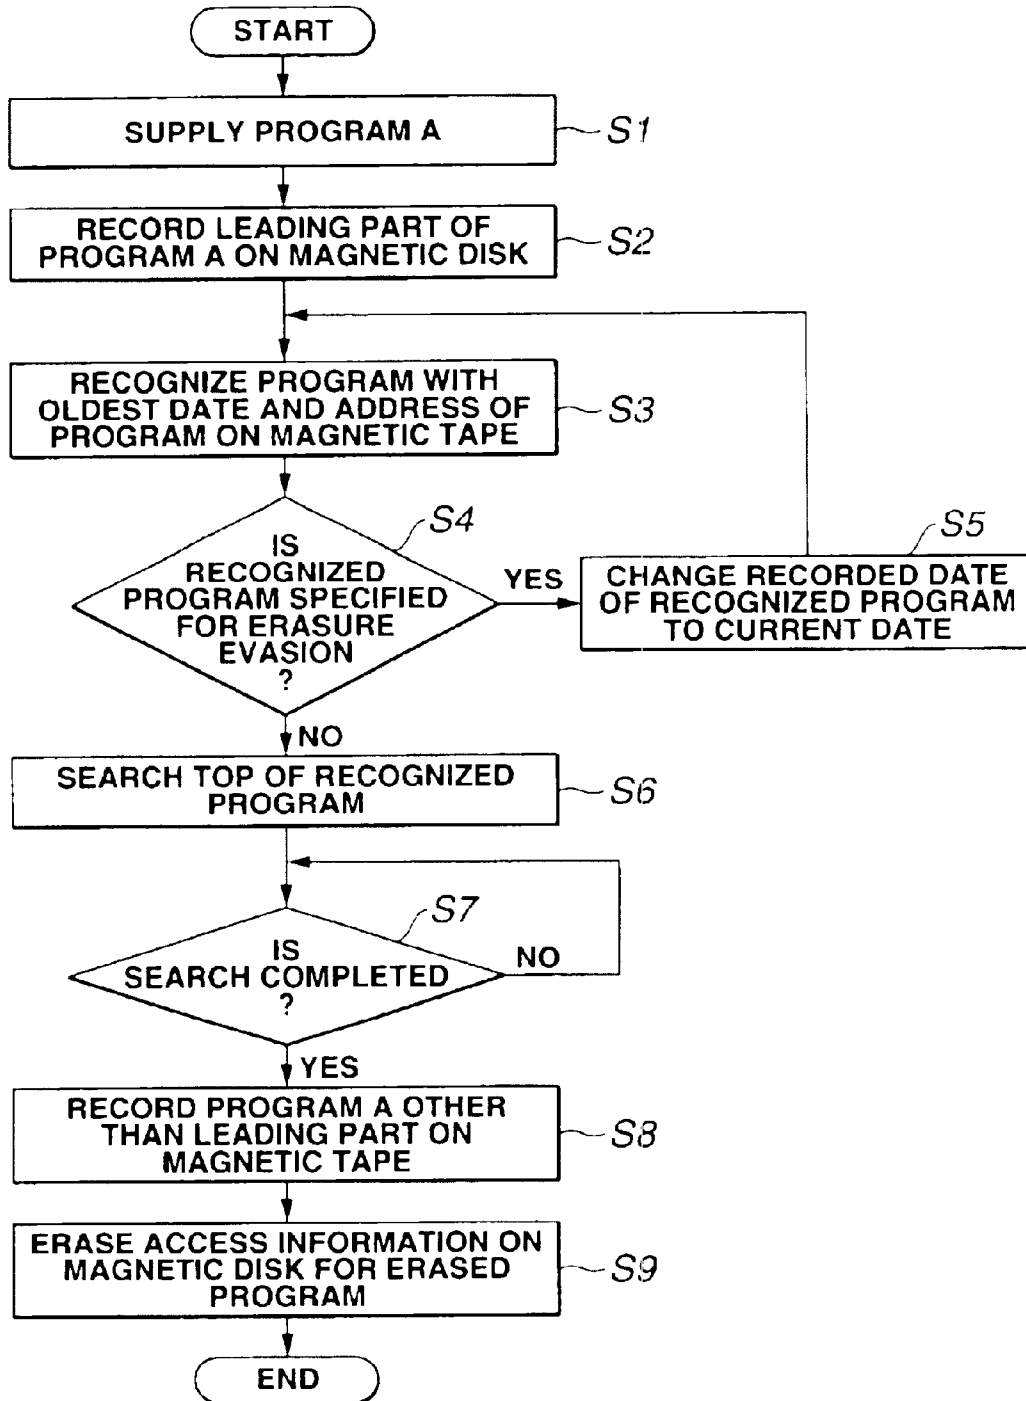 START
SUPPLY PROGRAM A
S1
RECORD LEADING PART OF
PROGRAM A ON MAGNETIC DISK
S2
RECOGNIZE PROGRAM WITH
OLDEST DATE AND ADDRESS OF
PROGRAM ON MAGNETIC TAPE
S3
S4
IS
RECOGNIZED
PROGRAM SPECIFIED
FOR ERASURE
EVASION
?
YES
S5
CHANGE RECORDED DATE
OF RECOGNIZED PROGRAM
TO CURRENT DATE
NO
SEARCH TOP OF RECOGNIZED
PROGRAM
S6
S7
IS
SEARCH COMPLETED
?
NO
YES
RECORD PROGRAM A OTHER
THAN LEADING PART ON
MAGNETIC TAPE
S8
ERASE ACCESS INFORMATION ON
MAGNETIC DISK FOR ERASED
PROGRAM
S9
END